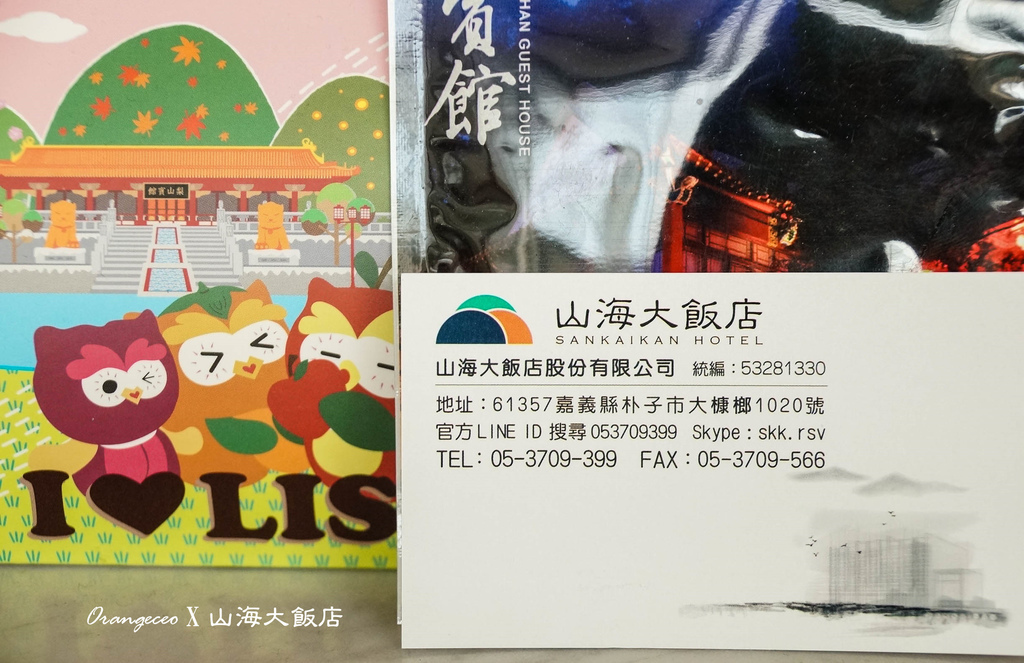 梨山賓館
I LIS
賓館
HAN GUEST HOUSE
山海大飯店
SANKAIKAN HOTEL
山海大飯店股份有限公司 統編：53281330
地址：61357嘉義縣朴子市大槺榔1020號
官方LINE ID 搜尋053709399 Skype：skk.rsv
TEL：05-3709-399 FAX：05-3709-566
Orangeceo X 山海大飯店